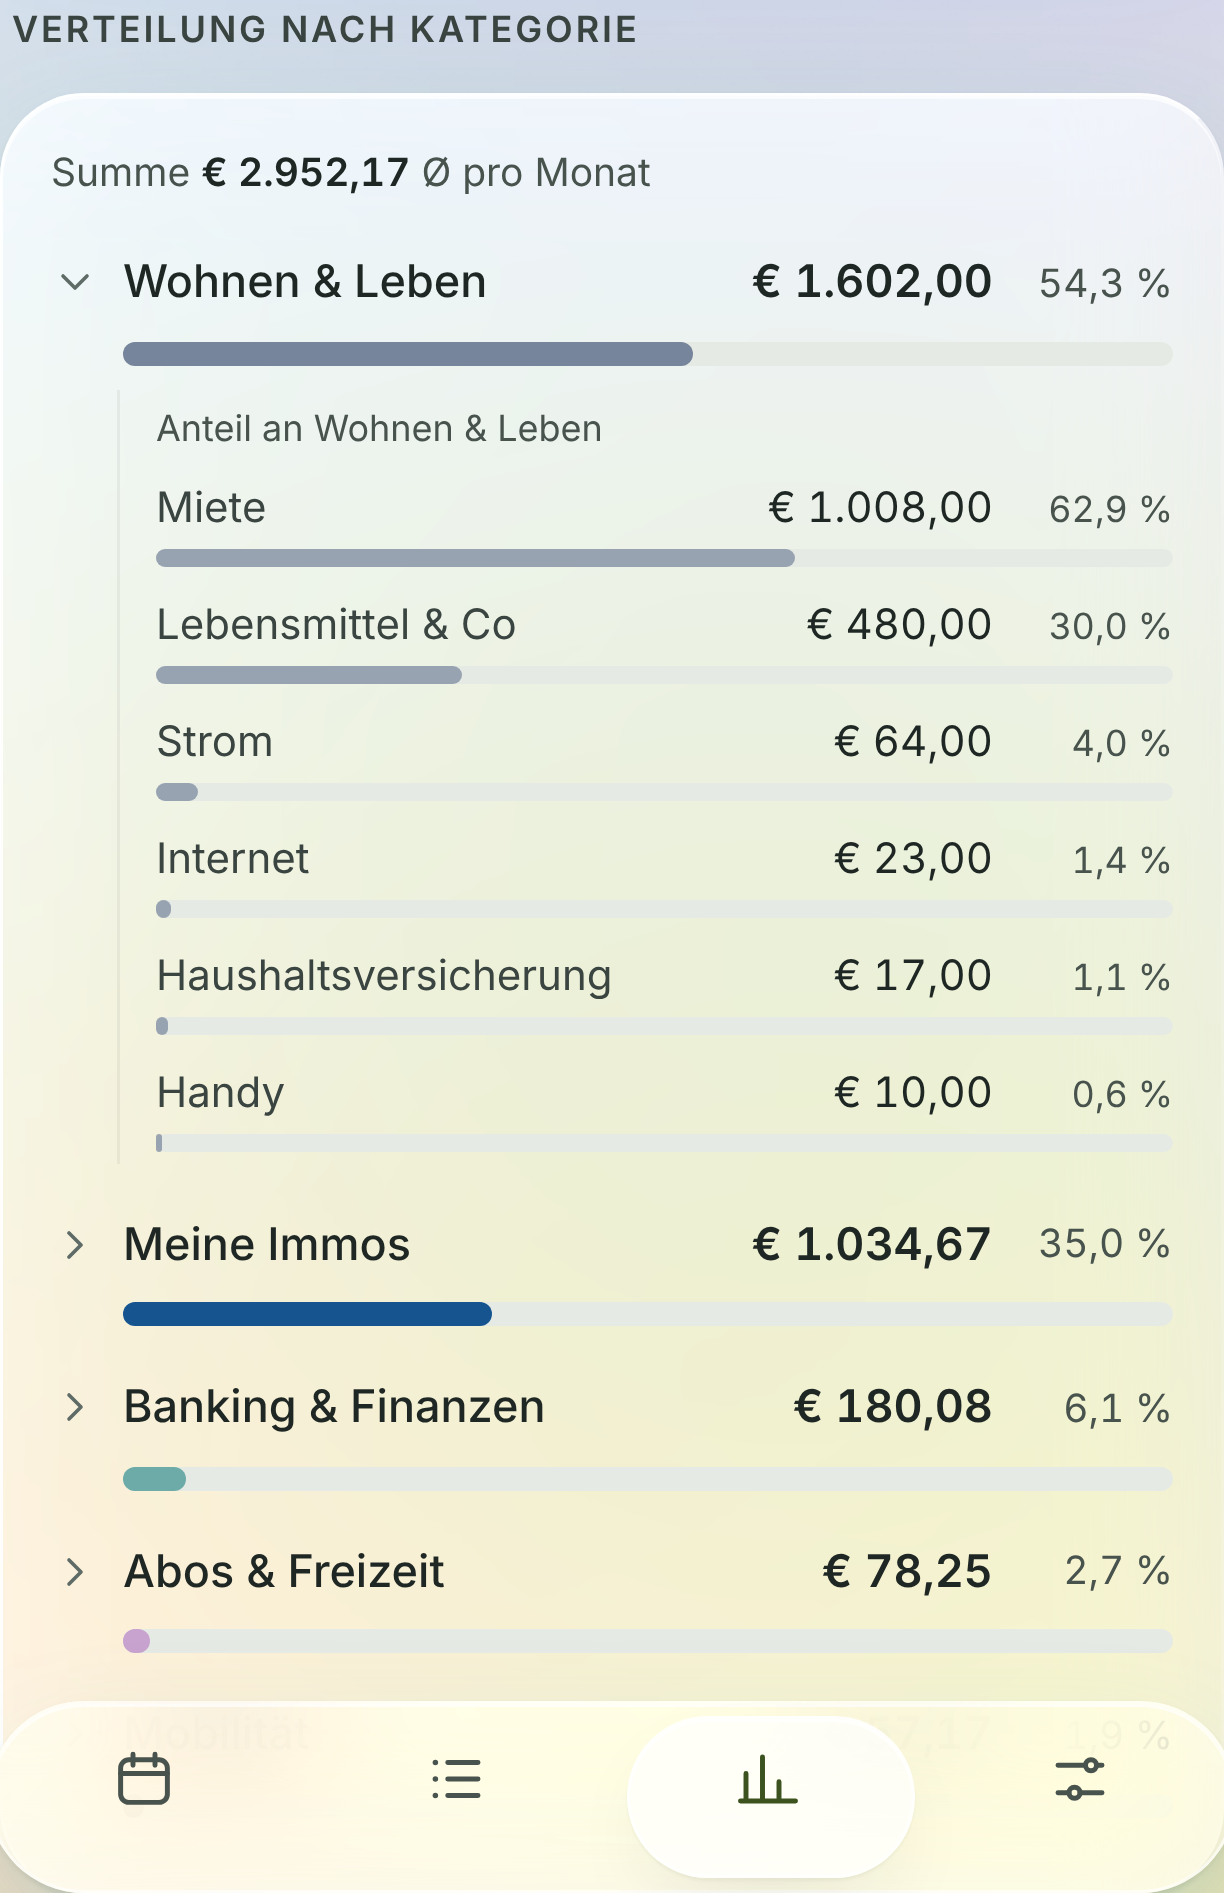 VERTEILUNG NACH KATEGORIE
Summe € 2.952,17 Ø pro Monat
Wohnen & Leben € 1.602,00 54,3 %
Anteil an Wohnen & Leben
Miete € 1.008,00 62,9 %
Lebensmittel & Co € 480,00 30,0 %
Strom € 64,00 4,0 %
Internet € 23,00 1,4 %
Haushaltsversicherung € 17,00 1,1 %
Handy € 10,00 0,6 %
Meine Immos € 1.034,67 35,0 %
Banking & Finanzen € 180,08 6,1 %
Abos & Freizeit € 78,25 2,7 %
Mobilität 1,9 %